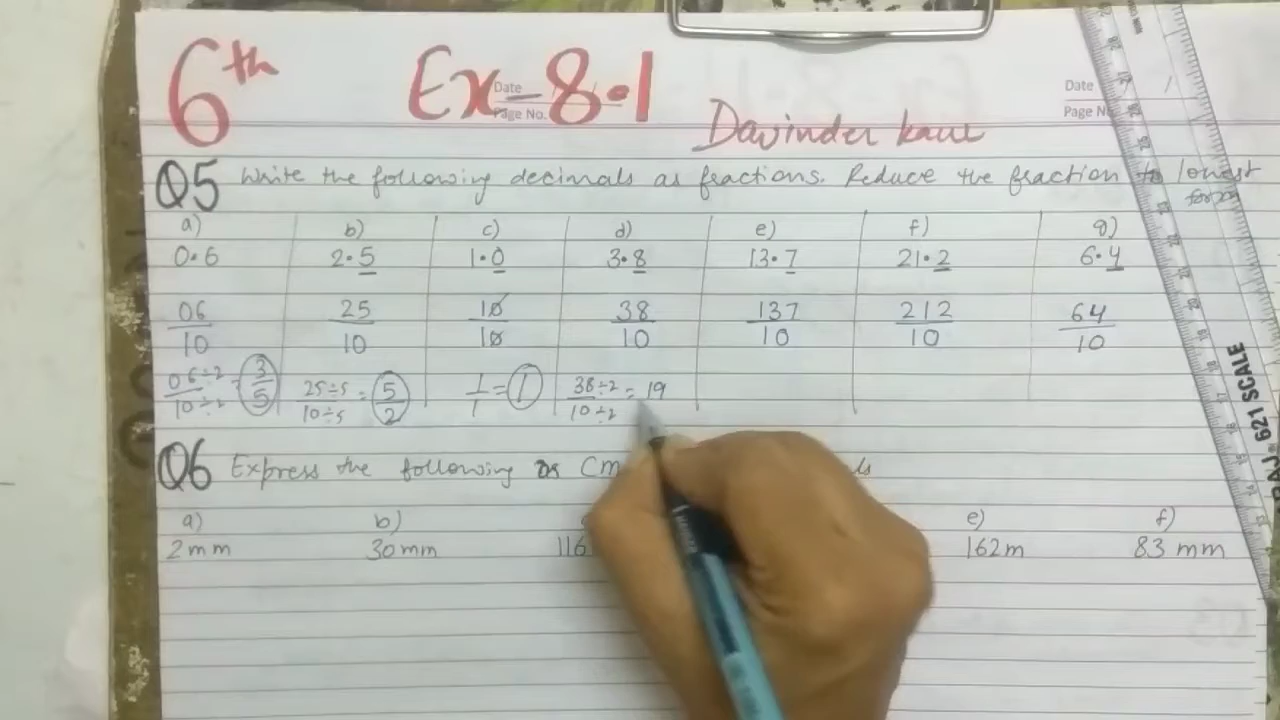 6th Ex-8.1
Date
Page No.
Date
Page No
Davinder kaur
Q5 Write the following decimals as fractions. Reduce the fraction to lowest
form
a) b) c) d) e) f) g)
0.6 2.5 1.0 3.8 13.7 21.2 6.4
06 25 10 38 137 212 64
10 10 10 10 10 10 10
06÷2 = 3 25÷5 = 5 1 = 1 38÷2 = 19
10÷2 5 10÷5 2 1 10÷2
Q6 Express the following as Cm
a) b) e) f)
2mm 30mm 116 162m 83 mm
621 SCALE